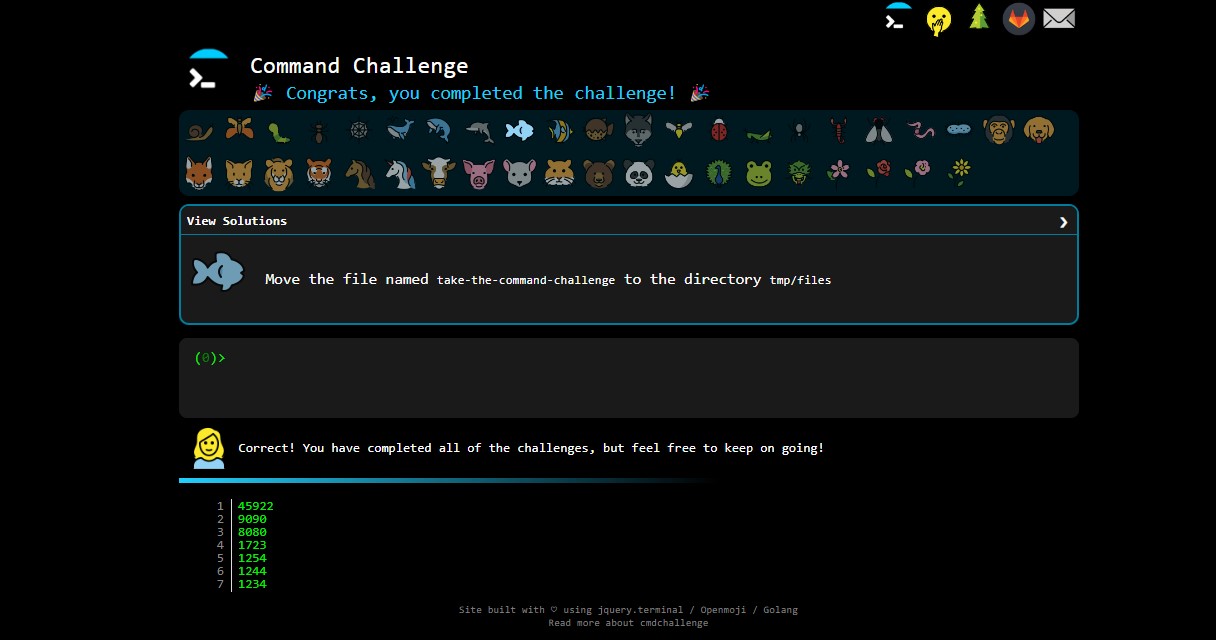 Command Challenge
🎉 Congrats, you completed the challenge! 🎉
View Solutions ❯
Move the file named take-the-command-challenge to the directory tmp/files
(0)>
Correct! You have completed all of the challenges, but feel free to keep on going!
1 45922
2 9090
3 8080
4 1723
5 1254
6 1244
7 1234
Site built with ♡ using jquery.terminal / Openmoji / Golang
Read more about cmdchallenge